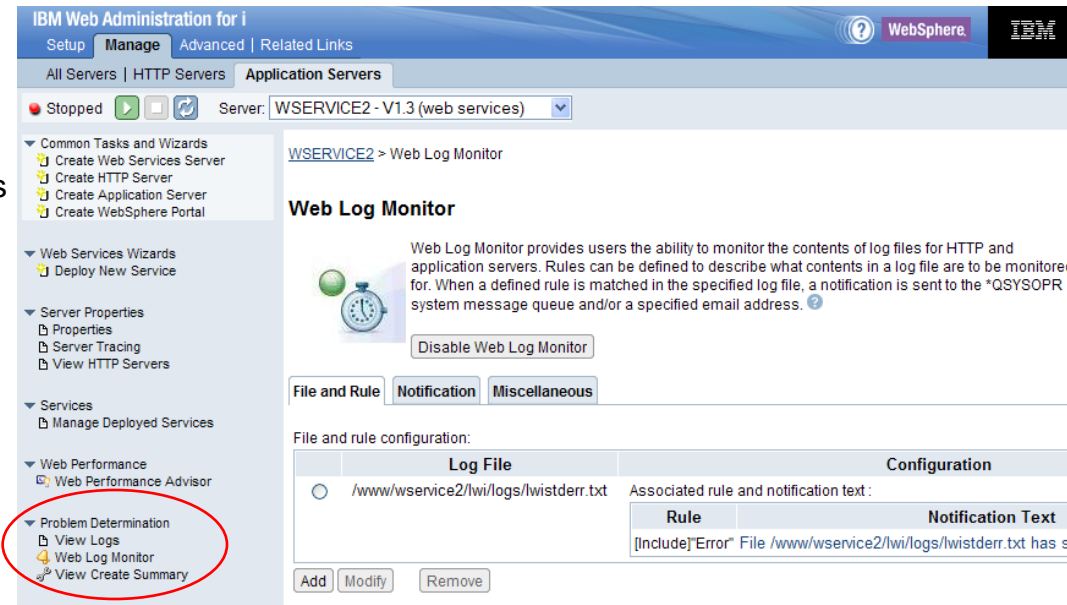 IBM Web Administration for i
Setup Manage Advanced | Related Links
WebSphere.
IBM
All Servers | HTTP Servers Application Servers
Stopped Server: WSERVICE2 - V1.3 (web services)
Common Tasks and Wizards
Create Web Services Server
Create HTTP Server
Create Application Server
Create WebSphere Portal
Web Services Wizards
Deploy New Service
Server Properties
Properties
Server Tracing
View HTTP Servers
Services
Manage Deployed Services
Web Performance
Web Performance Advisor
Problem Determination
View Logs
Web Log Monitor
View Create Summary
s
WSERVICE2 > Web Log Monitor
Web Log Monitor
Web Log Monitor provides users the ability to monitor the contents of log files for HTTP and
application servers. Rules can be defined to describe what contents in a log file are to be monitored
for. When a defined rule is matched in the specified log file, a notification is sent to the *QSYSOPR
system message queue and/or a specified email address. ?
Disable Web Log Monitor
File and Rule Notification Miscellaneous
File and rule configuration:
Log File Configuration
/www/wservice2/lwi/logs/lwistderr.txt Associated rule and notification text :
Rule Notification Text
[Include]"Error" File /www/wservice2/lwi/logs/lwistderr.txt has s
Add Modify Remove